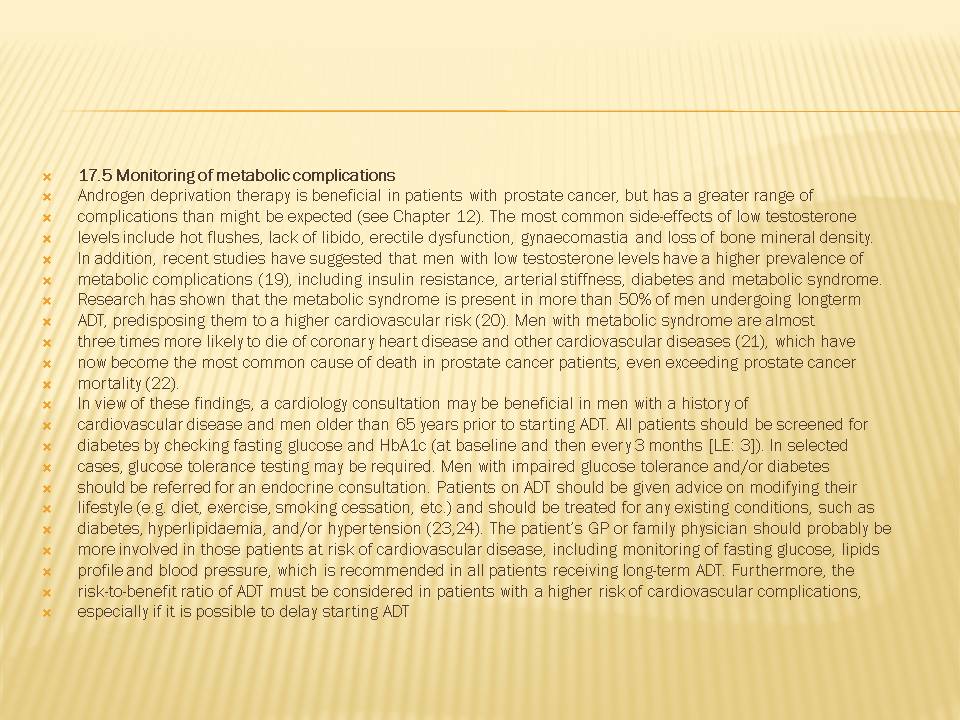 17.5 Monitoring of metabolic complications
Androgen deprivation therapy is beneficial in patients with prostate cancer, but has a greater range of
complications than might be expected (see Chapter 12). The most common side-effects of low testosterone
levels include hot flushes, lack of libido, erectile dysfunction, gynaecomastia and loss of bone mineral density.
In addition, recent studies have suggested that men with low testosterone levels have a higher prevalence of
metabolic complications (19), including insulin resistance, arterial stiffness, diabetes and metabolic syndrome.
Research has shown that the metabolic syndrome is present in more than 50% of men undergoing longterm
ADT, predisposing them to a higher cardiovascular risk (20). Men with metabolic syndrome are almost
three times more likely to die of coronary heart disease and other cardiovascular diseases (21), which have
now become the most common cause of death in prostate cancer patients, even exceeding prostate cancer
mortality (22).
In view of these findings, a cardiology consultation may be beneficial in men with a history of
cardiovascular disease and men older than 65 years prior to starting ADT. All patients should be screened for
diabetes by checking fasting glucose and HbA1c (at baseline and then every 3 months [LE: 3]). In selected
cases, glucose tolerance testing may be required. Men with impaired glucose tolerance and/or diabetes
should be referred for an endocrine consultation. Patients on ADT should be given advice on modifying their
lifestyle (e.g. diet, exercise, smoking cessation, etc.) and should be treated for any existing conditions, such as
diabetes, hyperlipidaemia, and/or hypertension (23,24). The patient's GP or family physician should probably be
more involved in those patients at risk of cardiovascular disease, including monitoring of fasting glucose, lipids
profile and blood pressure, which is recommended in all patients receiving long-term ADT. Furthermore, the
risk-to-benefit ratio of ADT must be considered in patients with a higher risk of cardiovascular complications,
especially if it is possible to delay starting ADT